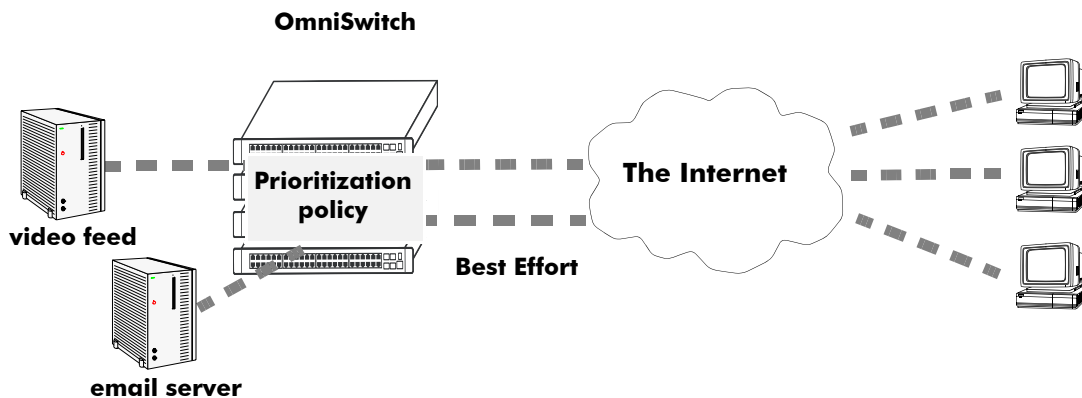 OmniSwitch
Prioritization
policy
The Internet
video feed
Best Effort
email server